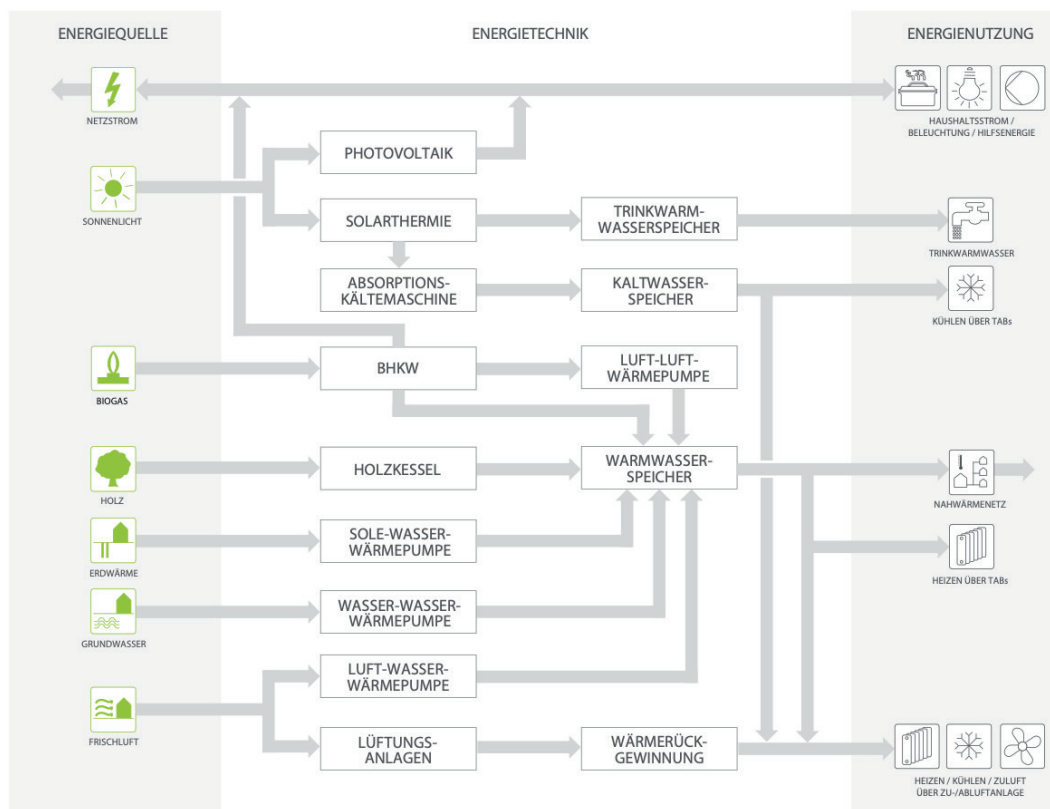 ENERGIEQUELLE
ENERGIETECHNIK
ENERGIENUTZUNG
NETZSTROM
HAUSHALTSSTROM /
BELEUCHTUNG / HILFSENERGIE
PHOTOVOLTAIK
SONNENLICHT
SOLARTHERMIE
TRINKWARM-
WASSERSPEICHER
TRINKWARMWASSER
ABSORPTIONS-
KÄLTEMASCHINE
KALTWASSER-
SPEICHER
KÜHLEN ÜBER TABs
BIOGAS
BHKW
LUFT-LUFT-
WÄRMEPUMPE
HOLZ
HOLZKESSEL
WARMWASSER-
SPEICHER
NAHWÄRMENETZ
ERDWÄRME
SOLE-WASSER-
WÄRMEPUMPE
HEIZEN ÜBER TABs
GRUNDWASSER
WASSER-WASSER-
WÄRMEPUMPE
LUFT-WASSER-
WÄRMEPUMPE
FRISCHLUFT
LÜFTUNGS-
ANLAGEN
WÄRMERÜCK-
GEWINNUNG
HEIZEN / KÜHLEN / ZULUFT
ÜBER ZU-/ABLUFTANLAGE